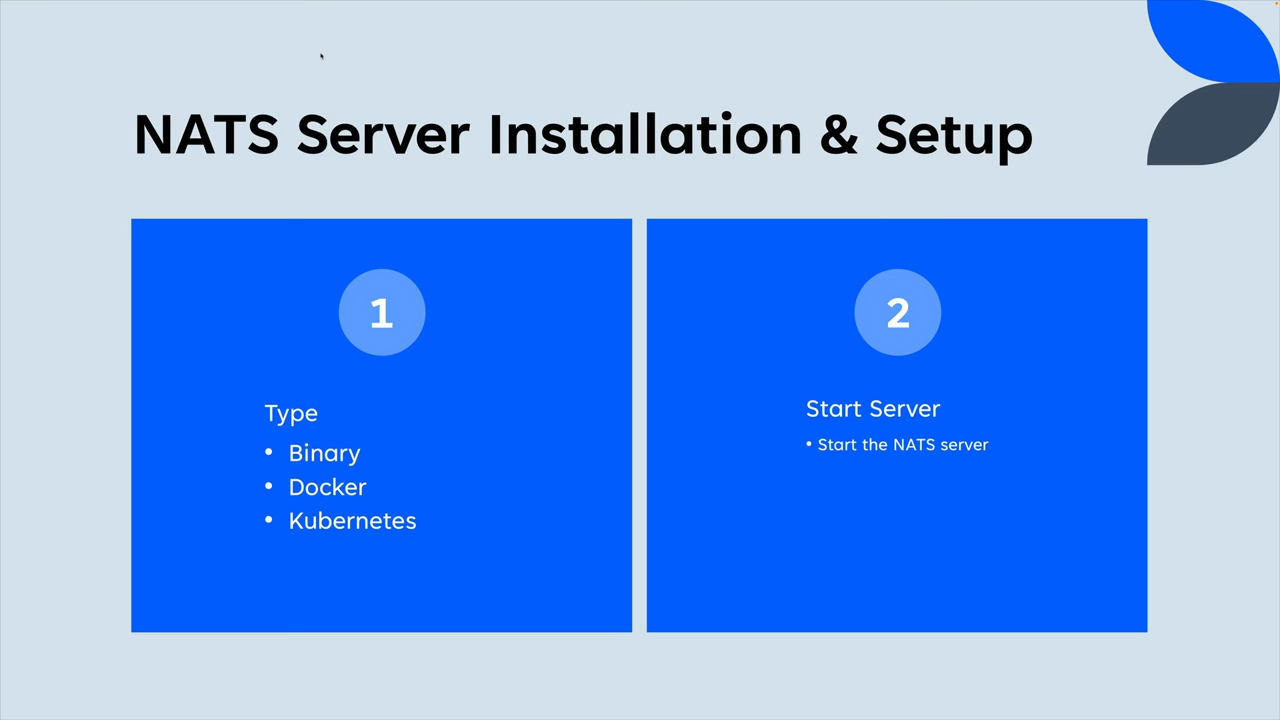 NATS Server Installation & Setup
1
Type
• Binary
• Docker
• Kubernetes
2
Start Server
• Start the NATS server